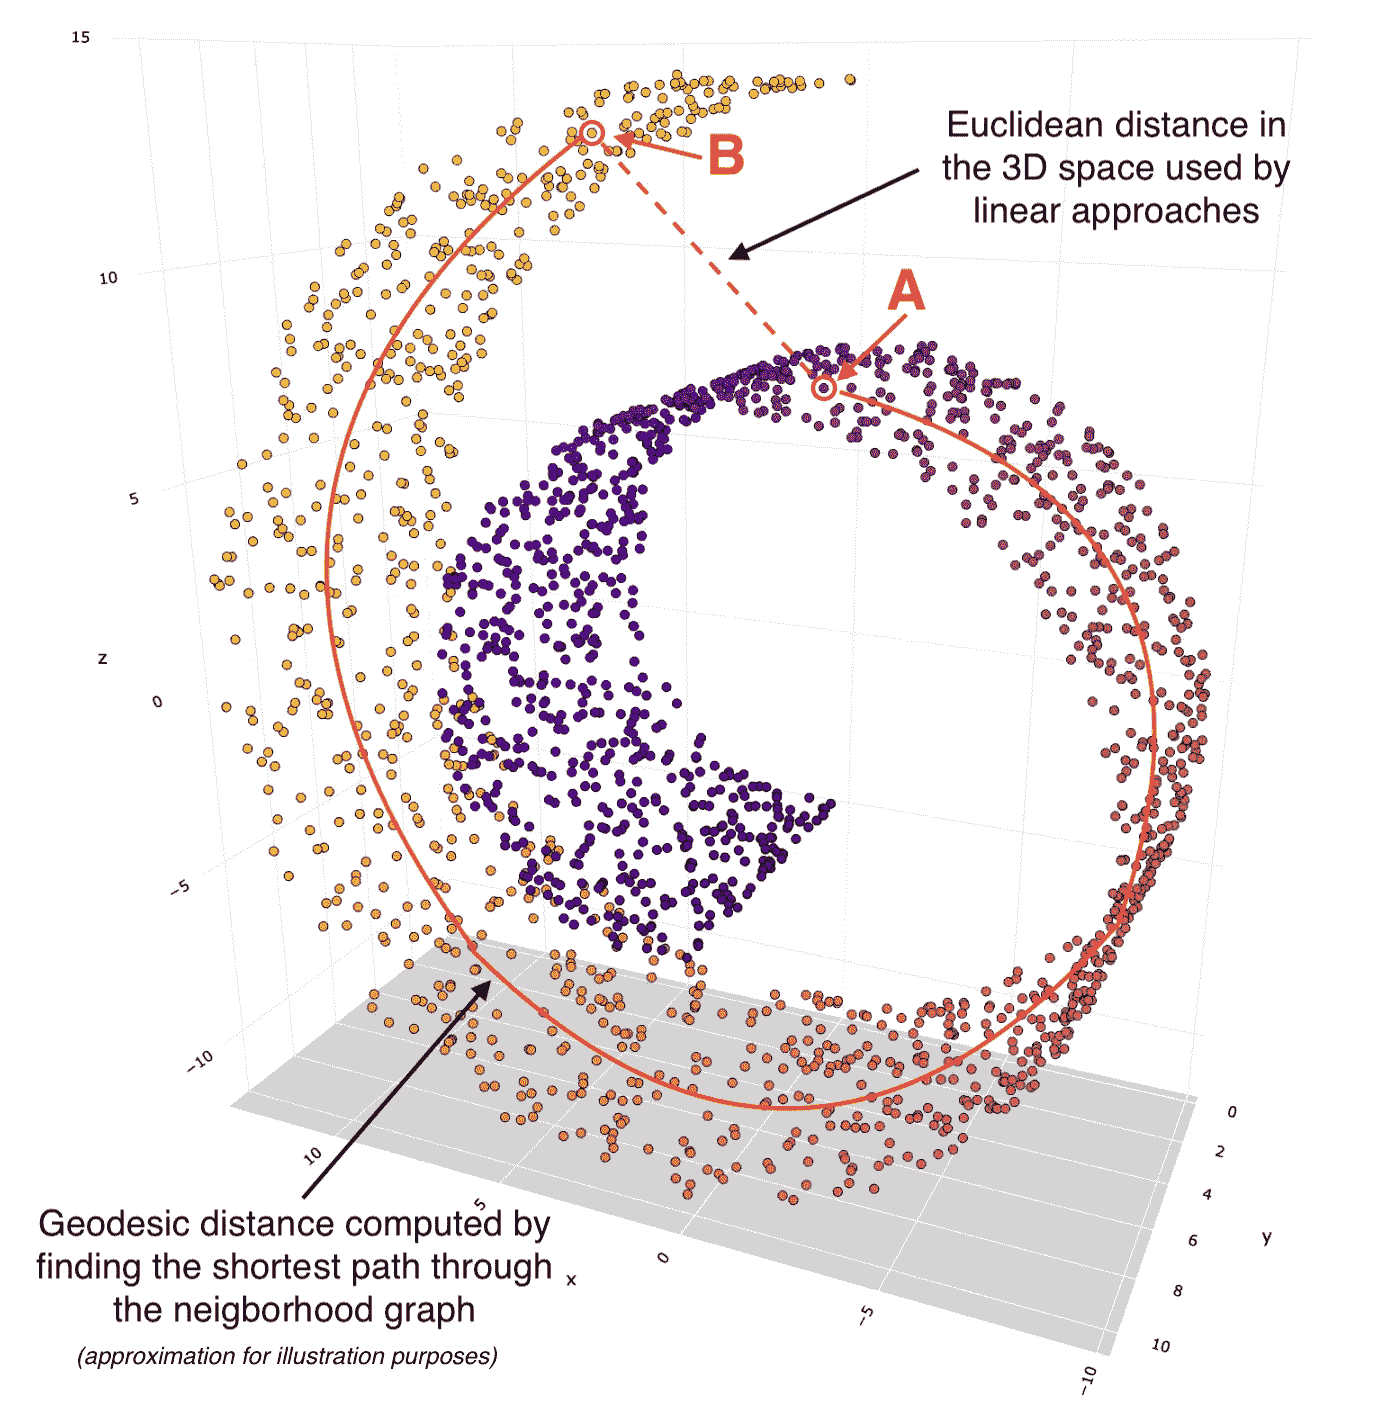 15
Euclidean distance in
the 3D space used by
linear approaches
B
10
A
5
z
0
−5
−10
10
5
0
−5
−10
x
0
2
4
6
8
10
y
Geodesic distance computed by
finding the shortest path through
the neigborhood graph
(approximation for illustration purposes)